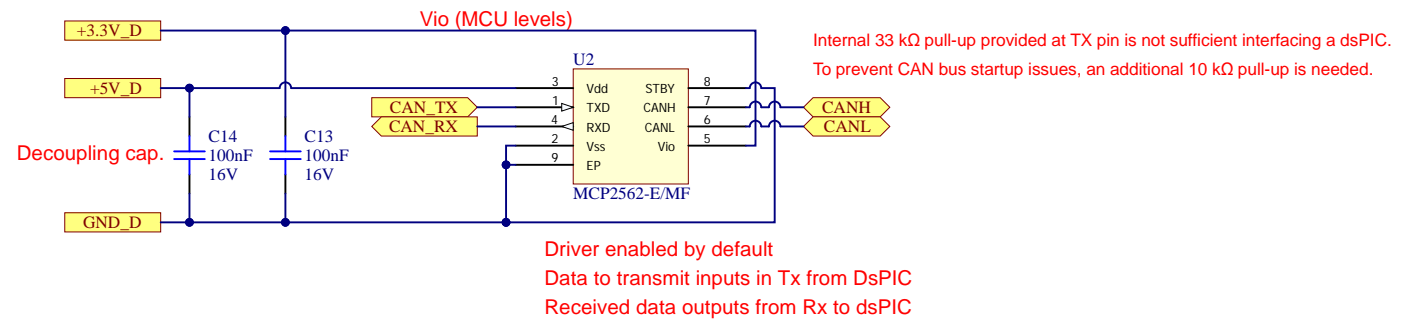 Vio (MCU levels)
+3.3V_D
Internal 33 kΩ pull-up provided at TX pin is not sufficient interfacing a dsPIC.
To prevent CAN bus startup issues, an additional 10 kΩ pull-up is needed.
U2
+5V_D
3 Vdd STBY 8
CAN_TX 1 TXD CANH 7 CANH
CAN_RX 4 RXD CANL 6 CANL
2 Vss Vio 5
9 EP
C14 C13
Decoupling cap. 100nF 100nF
16V 16V
MCP2562-E/MF
GND_D
Driver enabled by default
Data to transmit inputs in Tx from DsPIC
Received data outputs from Rx to dsPIC